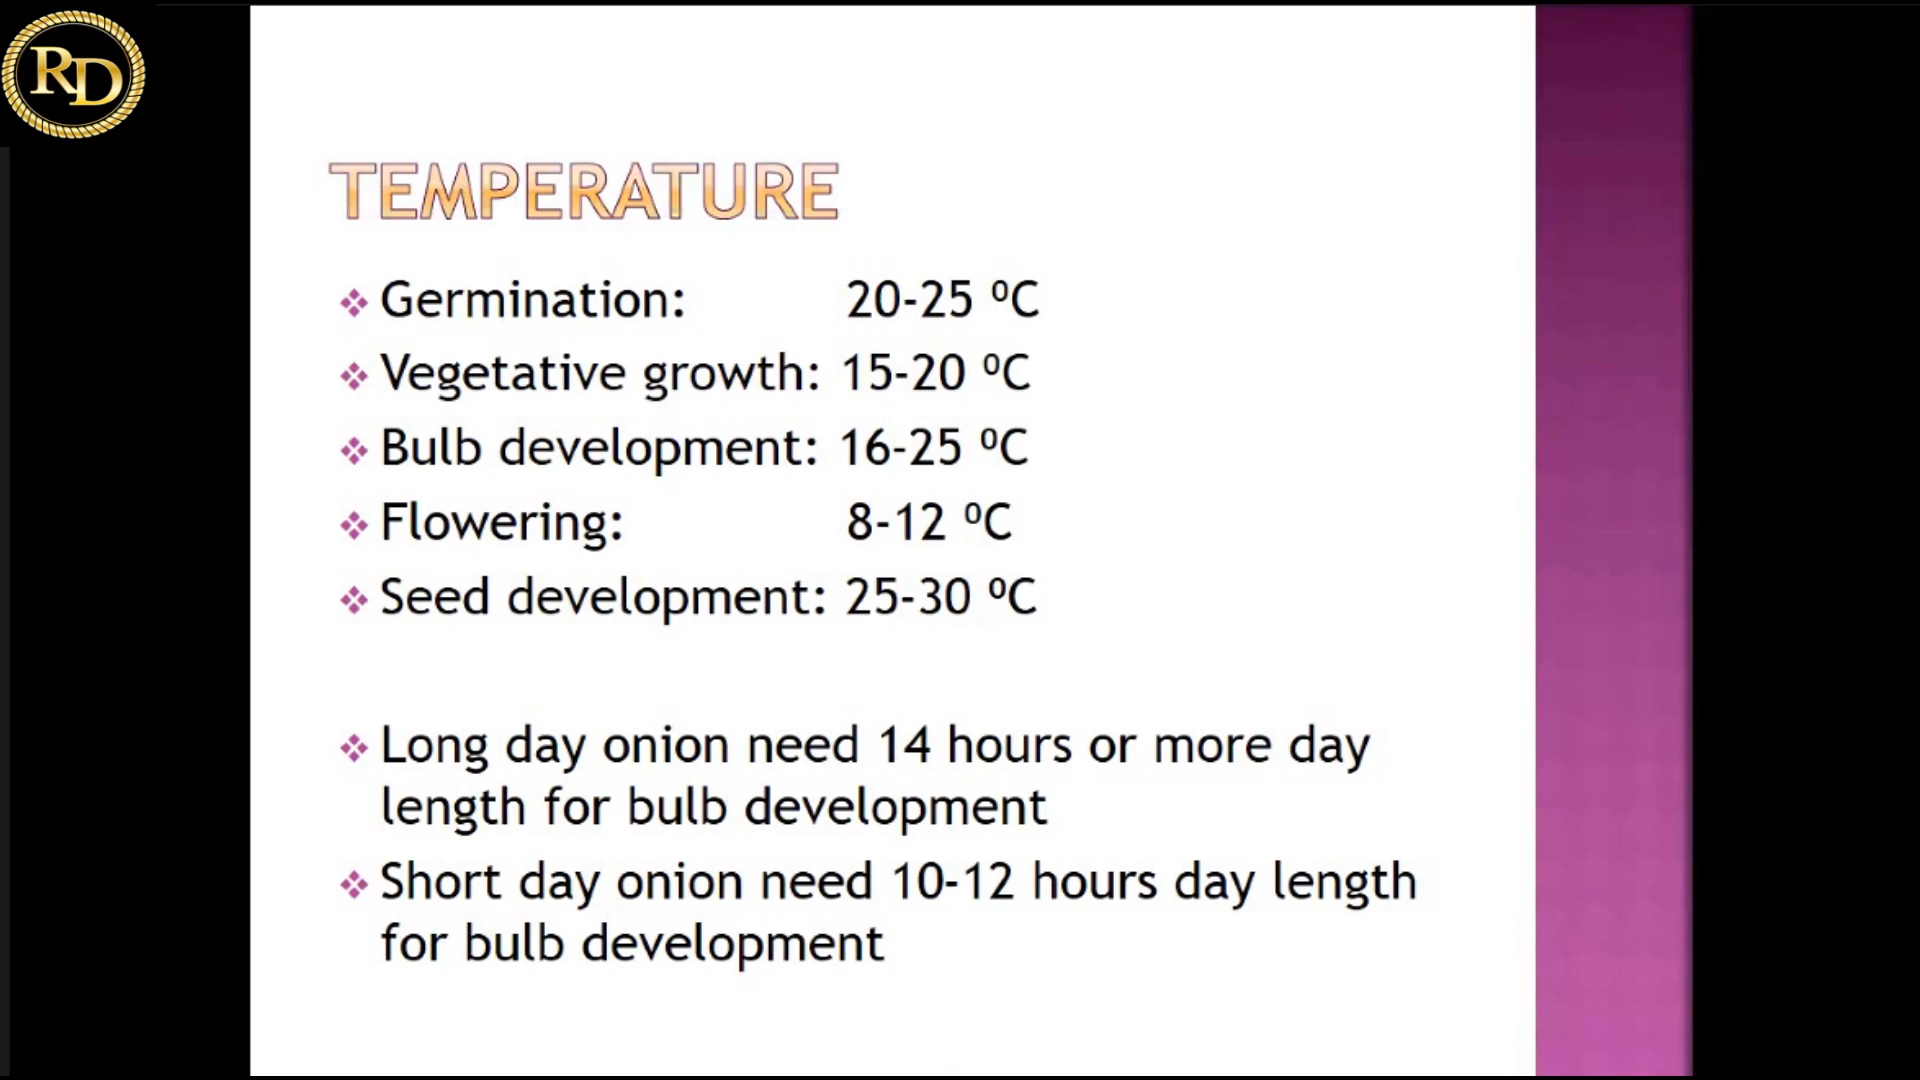 RD
TEMPERATURE
❖ Germination: 20-25 ⁰C
❖ Vegetative growth: 15-20 ⁰C
❖ Bulb development: 16-25 ⁰C
❖ Flowering: 8-12 ⁰C
❖ Seed development: 25-30 ⁰C
❖ Long day onion need 14 hours or more day
length for bulb development
❖ Short day onion need 10-12 hours day length
for bulb development